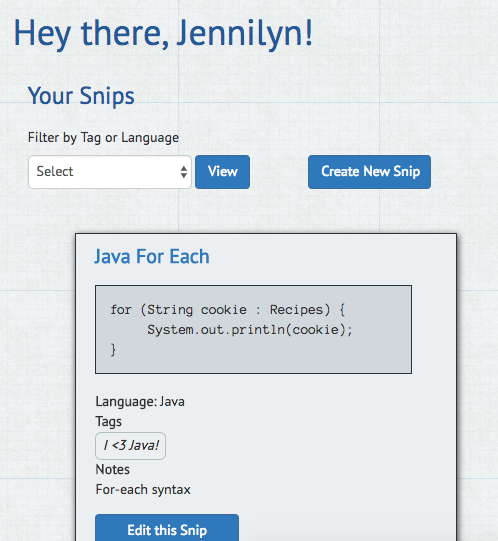 Hey there, Jennilyn!
Your Snips
Filter by Tag or Language
Select View Create New Snip
Java For Each
for (String cookie : Recipes) {
     System.out.println(cookie);
}
Language: Java
Tags
I <3 Java!
Notes
For-each syntax
Edit this Snip